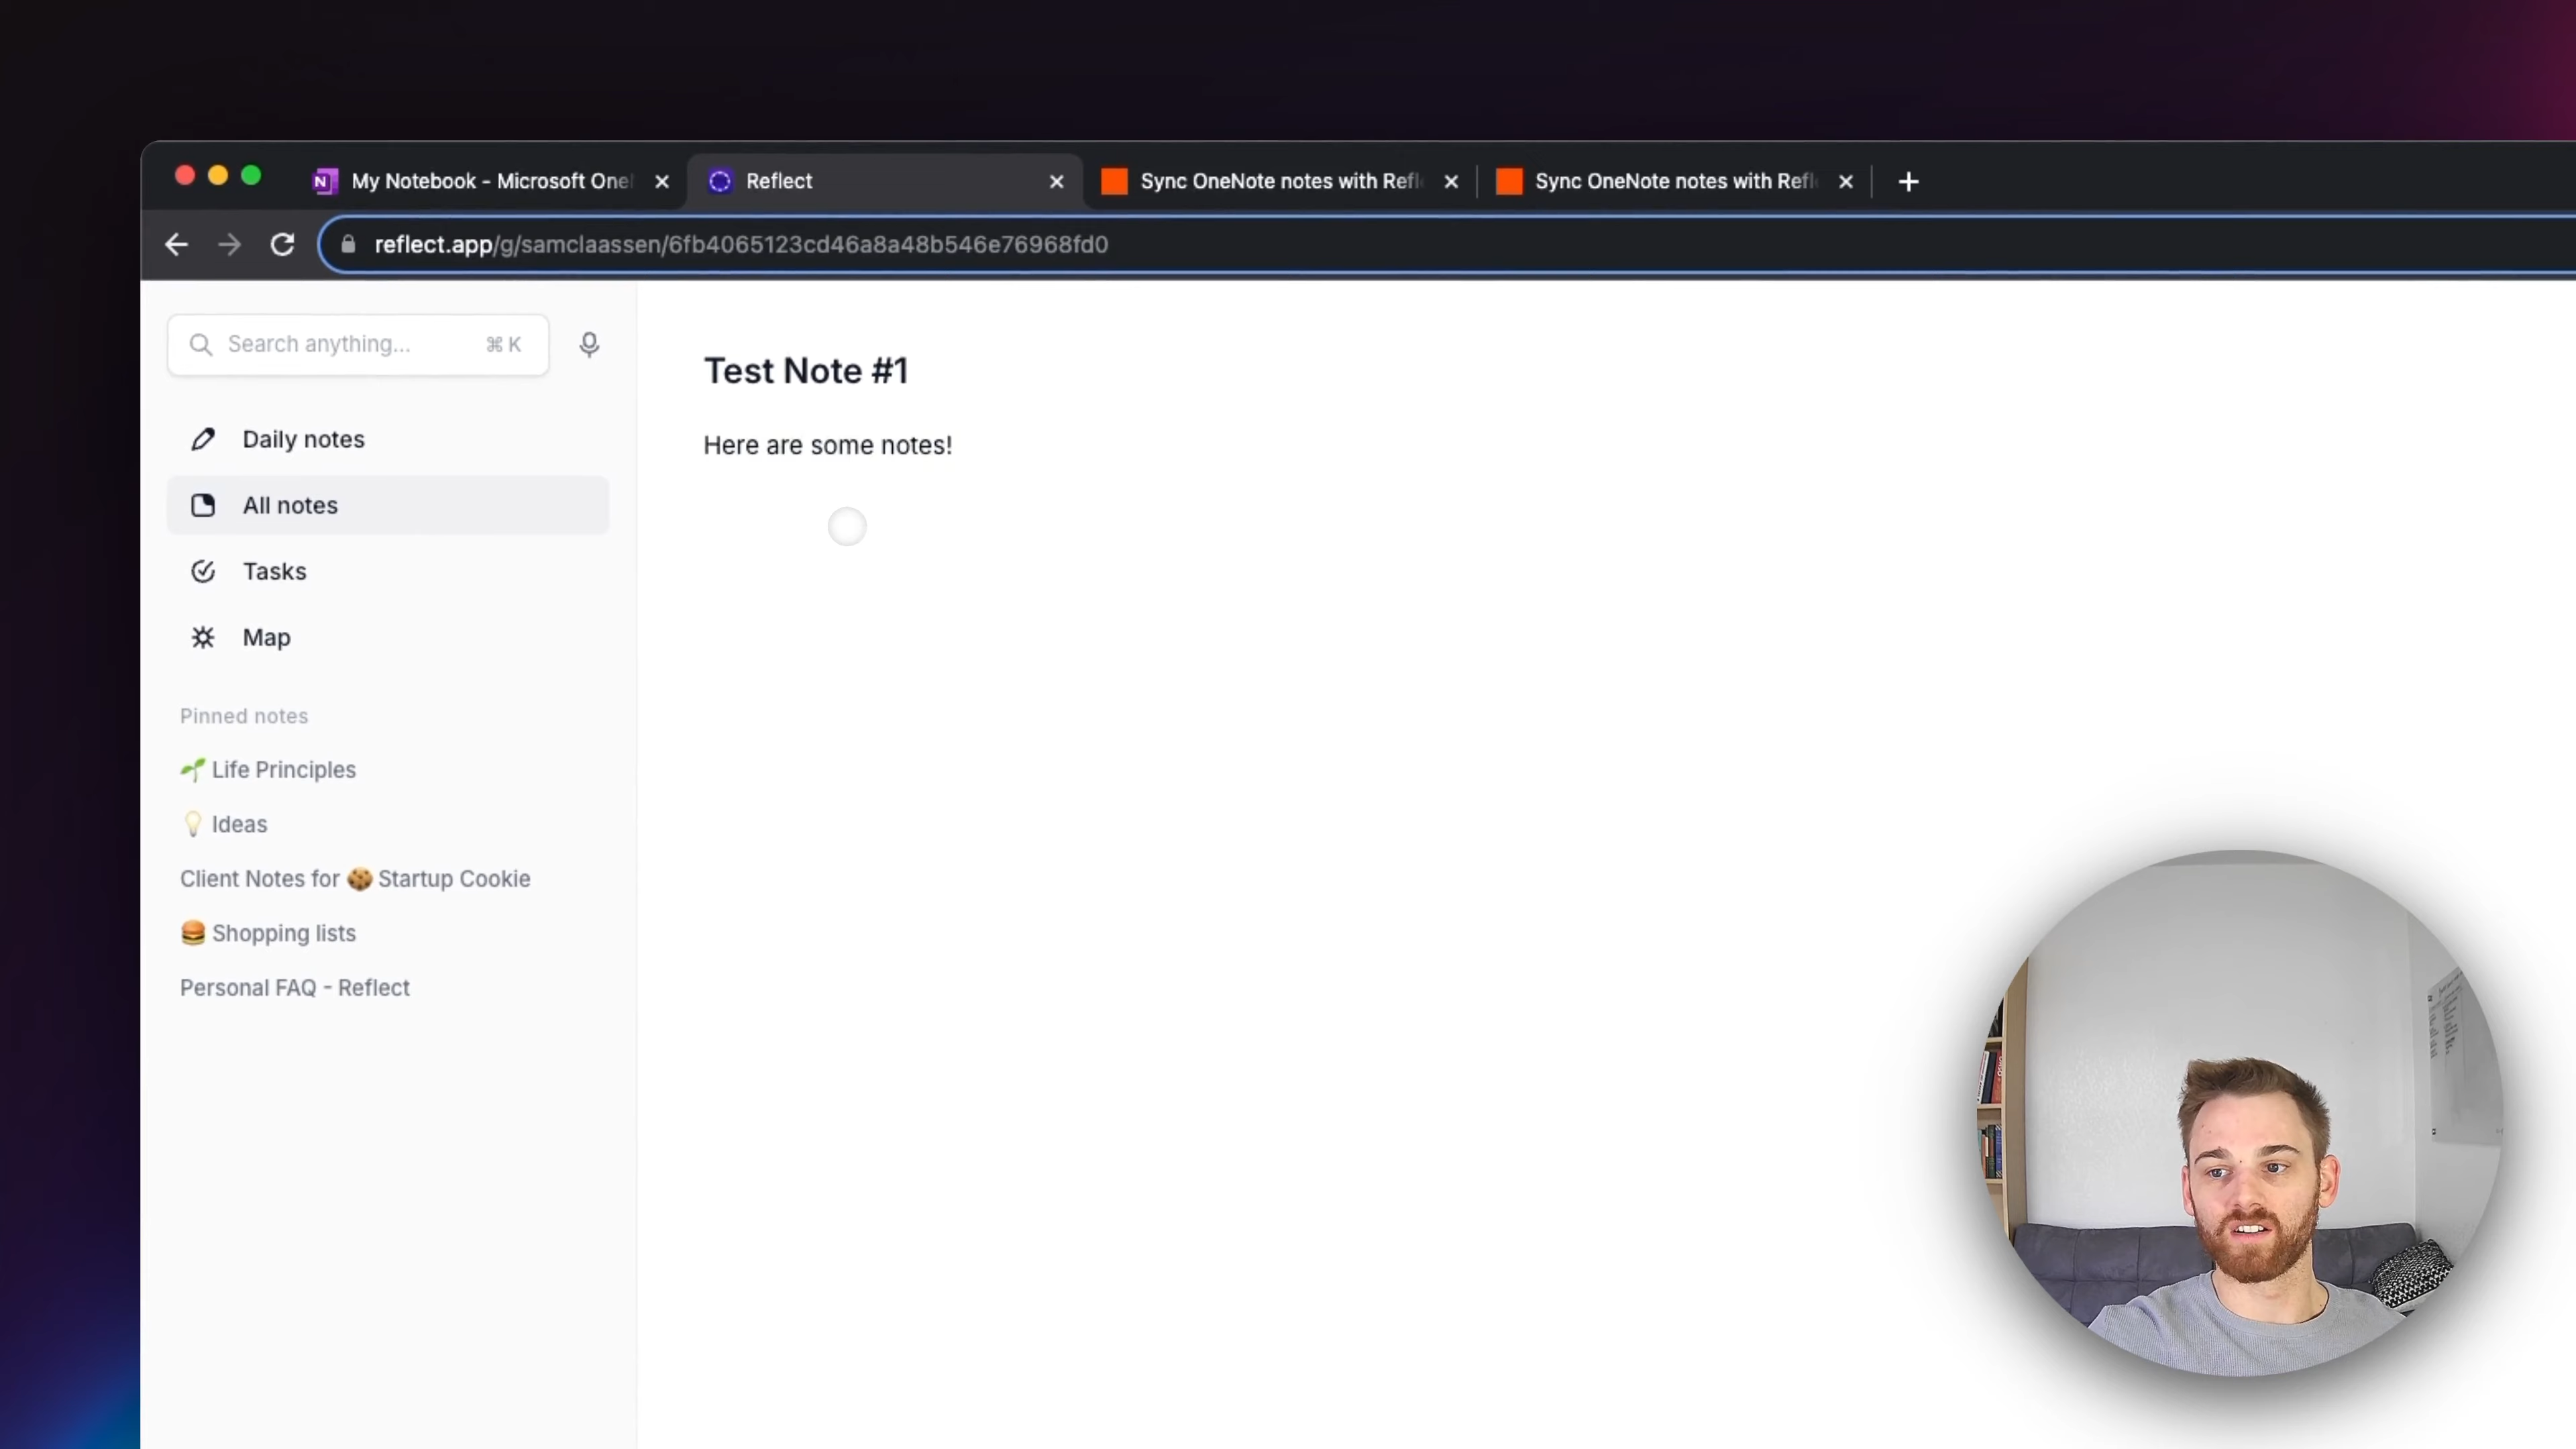 My Notebook - Microsoft One
Reflect
Sync OneNote notes with Refl
Sync OneNote notes with Refl
reflect.app/g/samclaassen/6fb4065123cd46a8a48b546e76968fd0
Search anything... ⌘ K
Daily notes
All notes
Tasks
Map
Pinned notes
🌱 Life Principles
💡 Ideas
Client Notes for 🍪 Startup Cookie
🍔 Shopping lists
Personal FAQ - Reflect
Test Note #1
Here are some notes!